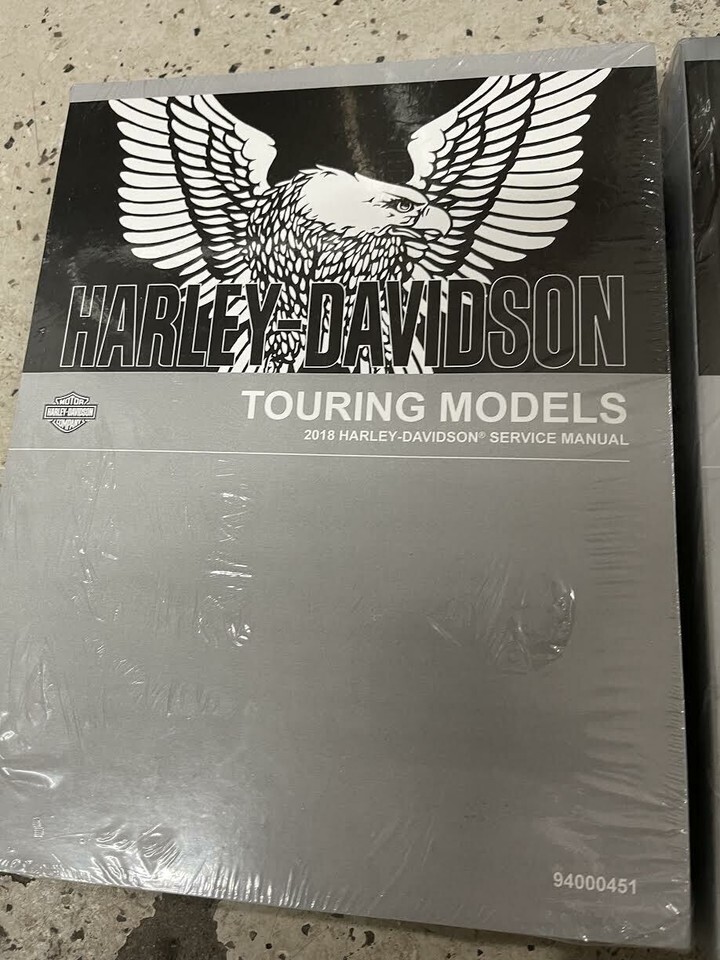 HARLEY-DAVIDSON
MOTOR
HARLEY-DAVIDSON
COMPANY
TOURING MODELS
2018 HARLEY-DAVIDSON® SERVICE MANUAL
94000451